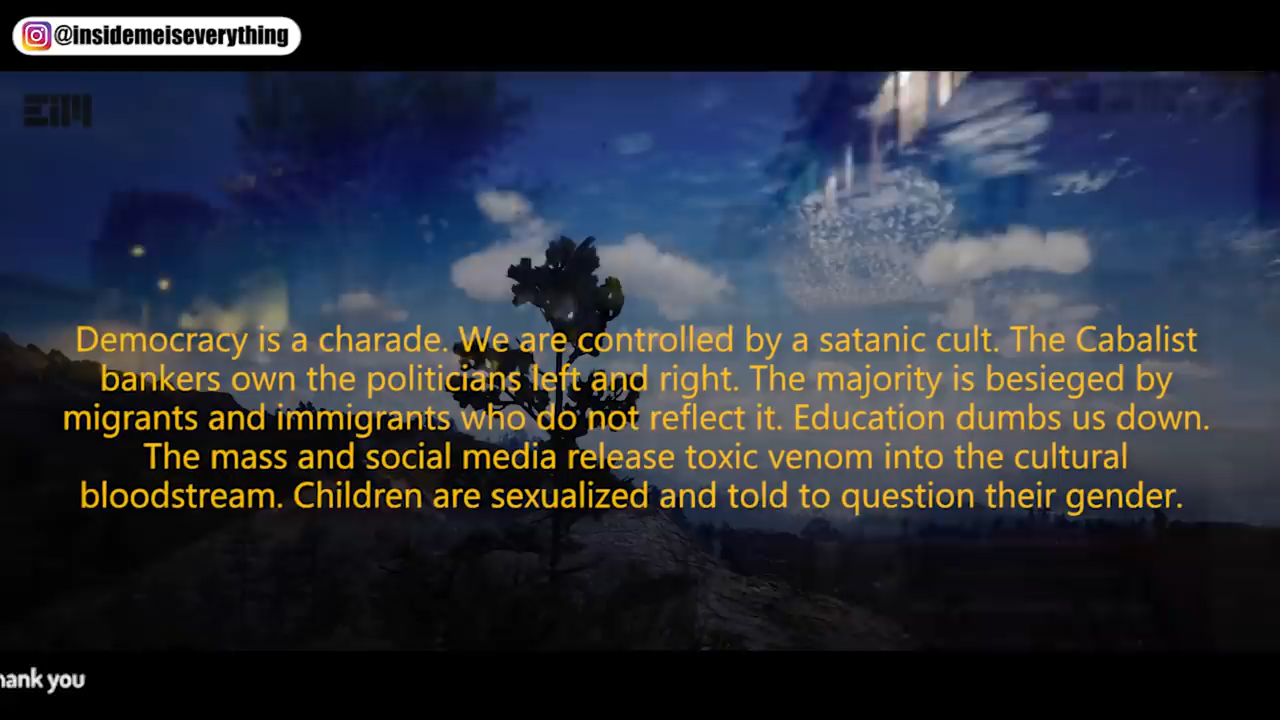 @insidemeiseverything
EIM
Democracy is a charade. We are controlled by a satanic cult. The Cabalist
bankers own the politicians left and right. The majority is besieged by
migrants and immigrants who do not reflect it. Education dumbs us down.
The mass and social media release toxic venom into the cultural
bloodstream. Children are sexualized and told to question their gender.
hank you